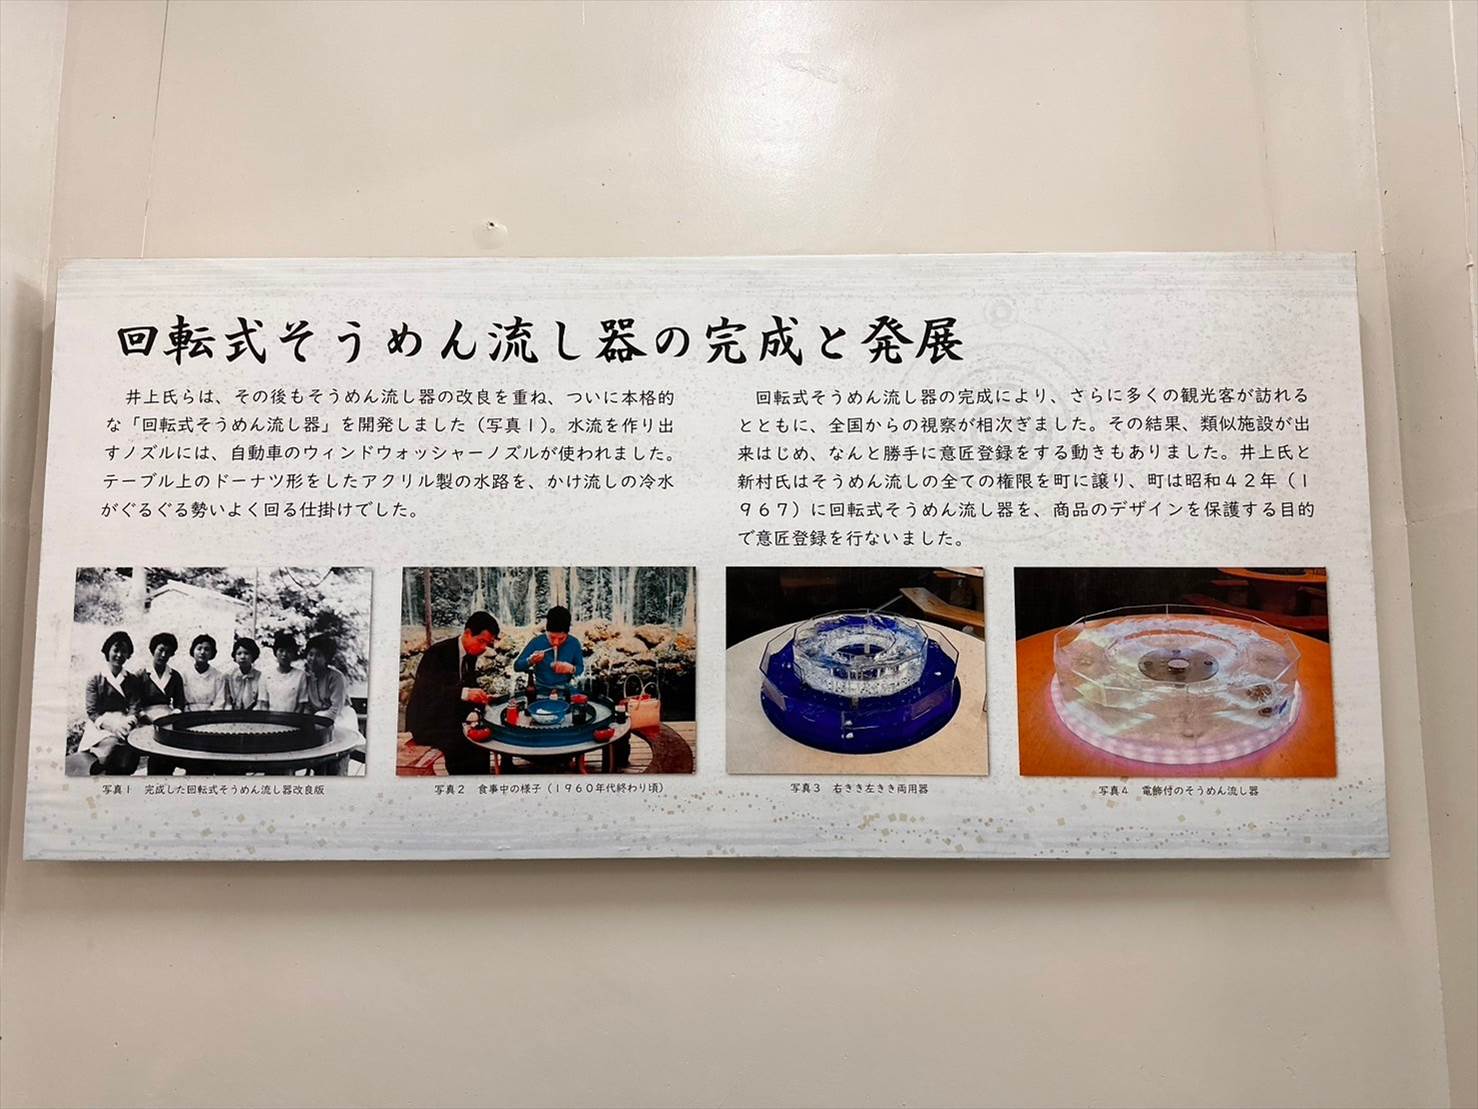 回転式そうめん流し器の完成と発展
井上氏らは、その後もそうめん流し器の改良を重ね、ついに本格的
な「回転式そうめん流し器」を開発しました（写真１）。水流を作り出
すノズルには、自動車のウィンドウォッシャーノズルが使われました。
テーブル上のドーナツ形をしたアクリル製の水路を、かけ流しの冷水
がぐるぐる勢いよく回る仕掛けでした。
回転式そうめん流し器の完成により、さらに多くの観光客が訪れる
とともに、全国からの視察が相次ぎました。その結果、類似施設が出
来はじめ、なんと勝手に意匠登録をする動きもありました。井上氏と
新村氏はそうめん流しの全ての権限を町に譲り、町は昭和４２年（１
９６７）に回転式そうめん流し器を、商品のデザインを保護する目的
で意匠登録を行ないました。
写真１　完成した回転式そうめん流し器改良版
写真２　食事中の様子（１９６０年代終わり頃）
写真３　右きき左きき両用器
写真４　電飾付のそうめん流し器